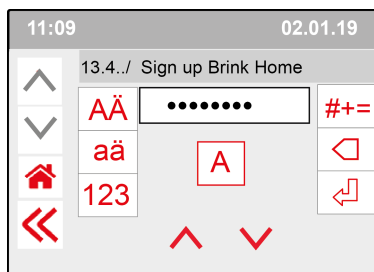 11:09 02.01.19
13.4../ Sign up Brink Home
AÄ •••••••• #+=
aä A
123